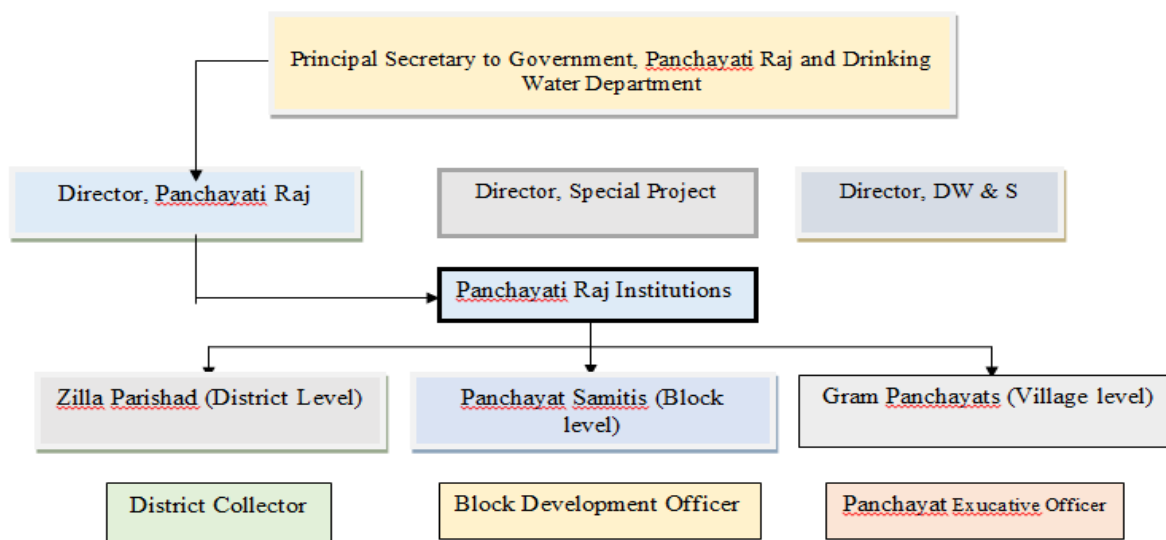 Principal Secretary to Government, Panchayati Raj and Drinking
Water Department
Director, Panchayati Raj
Director, Special Project
Director, DW & S
Panchayati Raj Institutions
Zilla Parishad (District Level)
Panchayat Samitis (Block
level)
Gram Panchayats (Village level)
District Collector
Block Development Officer
Panchayat Exucative Officer